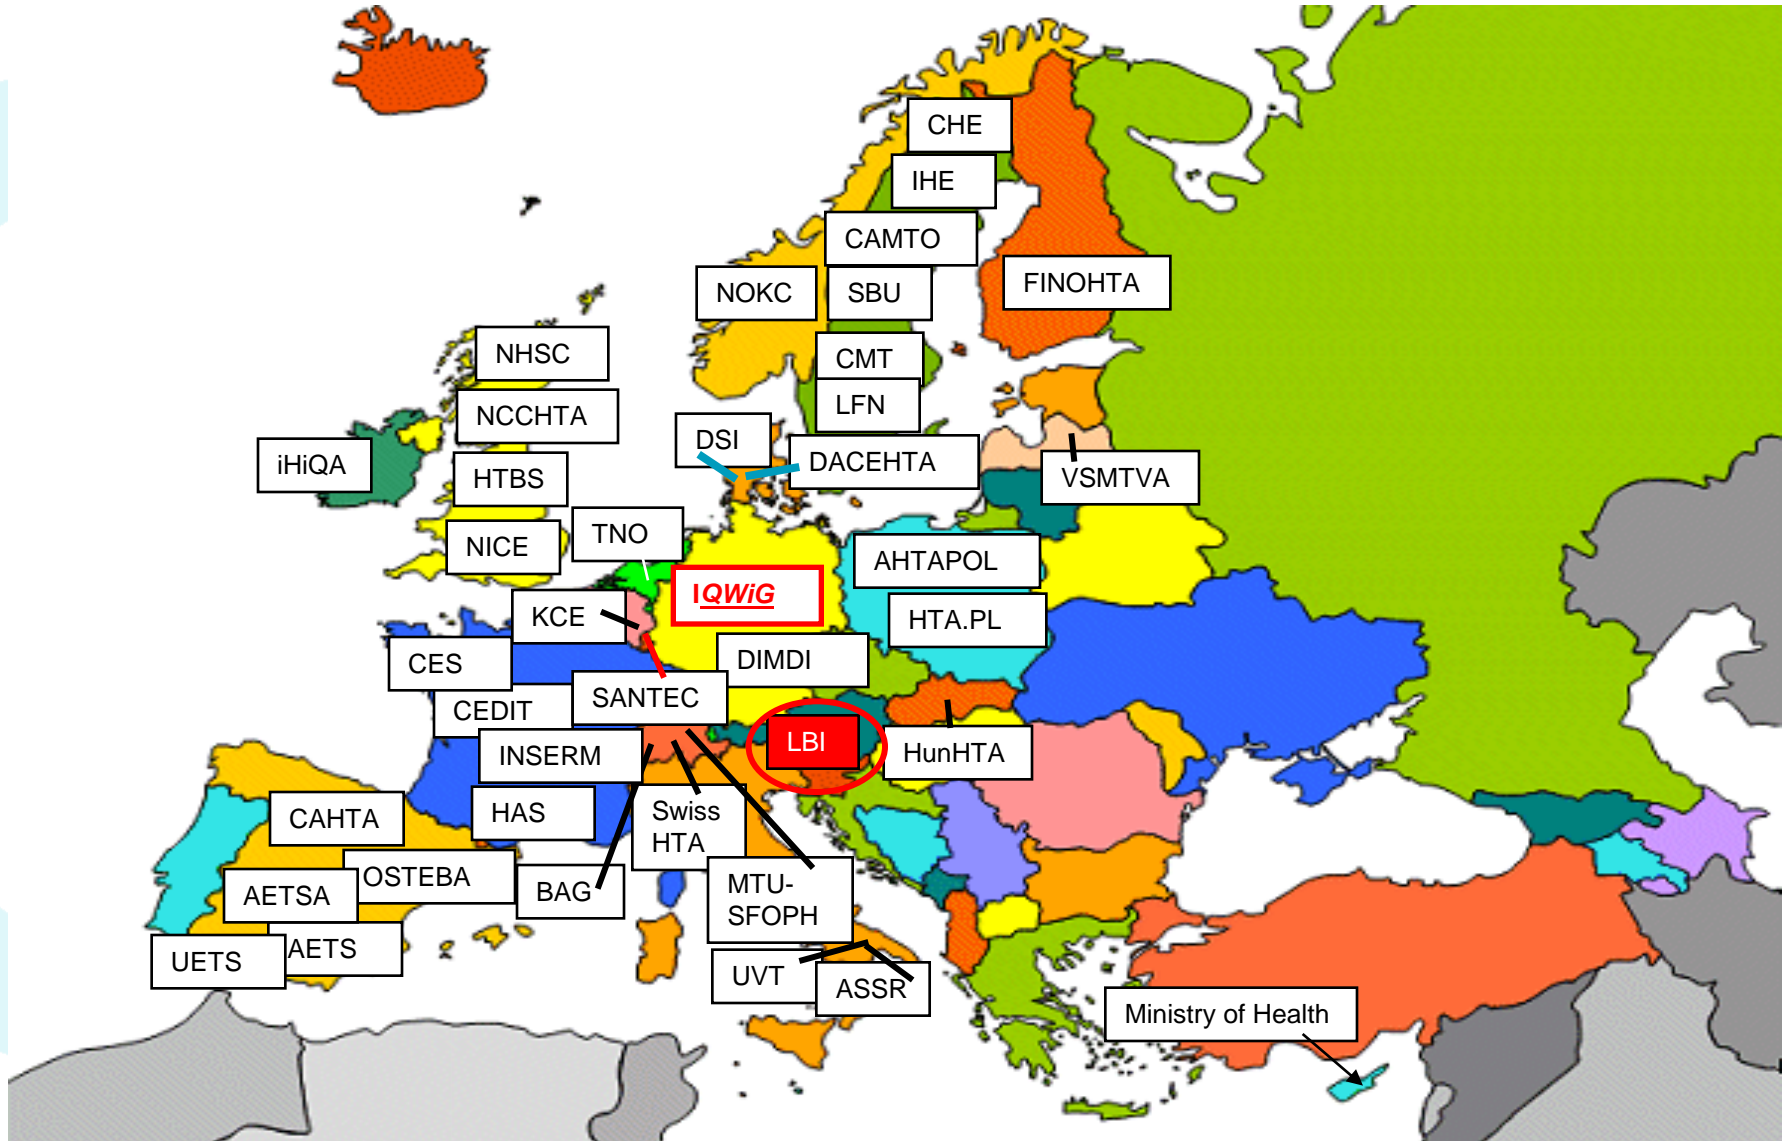 CHE
IHE
CAMTO
NOKC
SBU
FINOHTA
NHSC
CMT
NCCHTA
LFN
DSI
DACEHTA
iHiQA
HTBS
VSMTVA
TNO
NICE
AHTAPOL
IQWiG
KCE
HTA.PL
CES
DIMDI
SANTEC
CEDIT
LBI
INSERM
HunHTA
CAHTA
HAS
Swiss
HTA
OSTEBA
AETSA
BAG
MTU-
SFOPH
UETS
AETS
UVT
ASSR
Ministry of Health